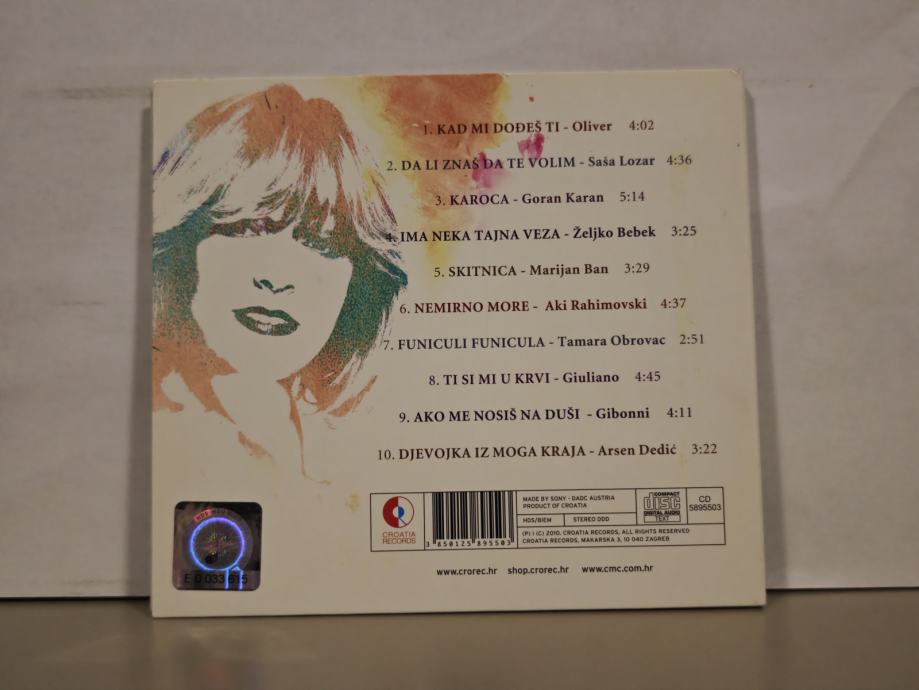 1. KAD MI DOĐEŠ TI - Oliver 4:02
2. DA LI ZNAŠ DA TE VOLIM - Saša Lozar 4:36
3. KAROCA - Goran Karan 5:14
4. IMA NEKA TAJNA VEZA - Željko Bebek 3:25
5. SKITNICA - Marijan Ban 3:29
6. NEMIRNO MORE - Aki Rahimovski 4:37
7. FUNICULI FUNICULA - Tamara Obrovac 2:51
8. TI SI MI U KRVI - Giuliano 4:45
9. AKO ME NOSIŠ NA DUŠI - Gibonni 4:11
10. DJEVOJKA IZ MOGA KRAJA - Arsen Dedić 3:22
CROATIA
RECORDS
3 850125 895503
MADE BY SONY - DADC AUSTRIA
PRODUCT OF CROATIA
HDS/BIEM STEREO DDD
(P) I (C) 2010. CROATIA RECORDS, ALL RIGHTS RESERVED
CROATIA RECORDS, MAKARSKA 3, 10 040 ZAGREB
COMPACT
disc
DIGITAL AUDIO
TEXT
CD
5895503
E 0 033 615
www.crorec.hr shop.crorec.hr www.cmc.com.hr